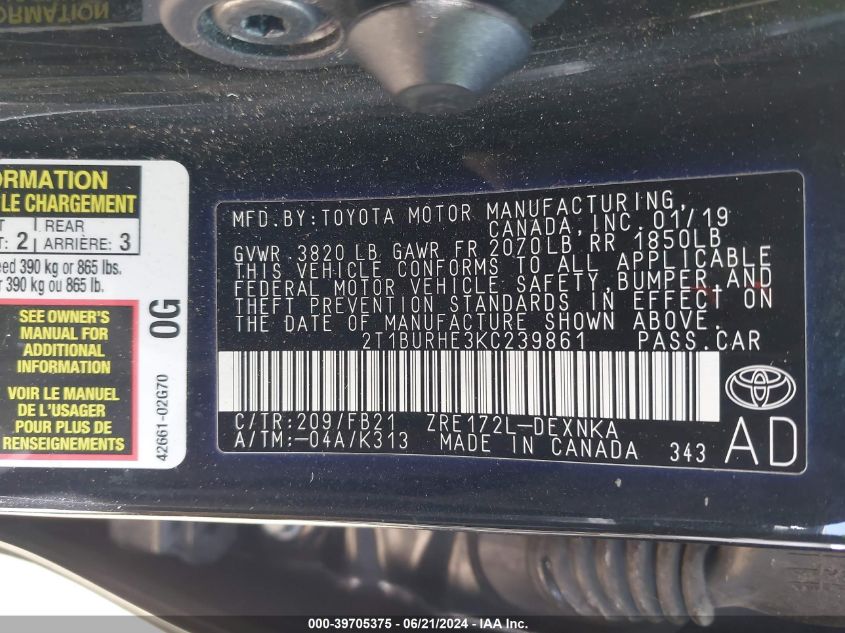 ORMATION
ORMATION
LE CHARGEMENT
2 REAR
ARRIÈRE: 3
eed 390 kg or 865 lbs.
r 390 kg ou 865 lb.
SEE OWNER'S
MANUAL FOR
ADDITIONAL
INFORMATION
VOIR LE MANUEL
DE L'USAGER
POUR PLUS DE
RENSEIGNEMENTS
0G
42661-02G70
MFD.BY:TOYOTA MOTOR MANUFACTURING,
CANADA, INC. 01/19
GVWR 3820 LB GAWR FR 2070LB, RR 1850LB
THIS VEHICLE CONFORMS TO ALL APPLICABLE
FEDERAL MOTOR VEHICLE SAFETY, BUMPER, AND
THEFT PREVENTION STANDARDS IN EFFECT ON
THE DATE OF MANUFACTURE SHOWN ABOVE.
2T1BURHE3KC239861 PASS.CAR
C/TR:209/FB21 ZRE172L-DEXNKA
A/TM:-04A/K313 MADE IN CANADA 343
AD
000-39705375 - 06/21/2024 - IAA Inc.